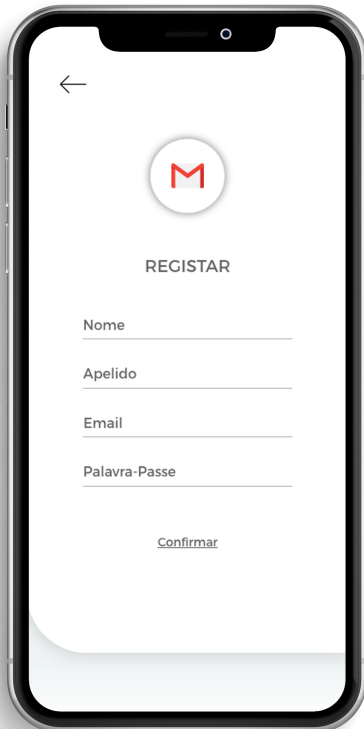 REGISTAR
Nome
Apelido
Email
Palavra-Passe
Confirmar